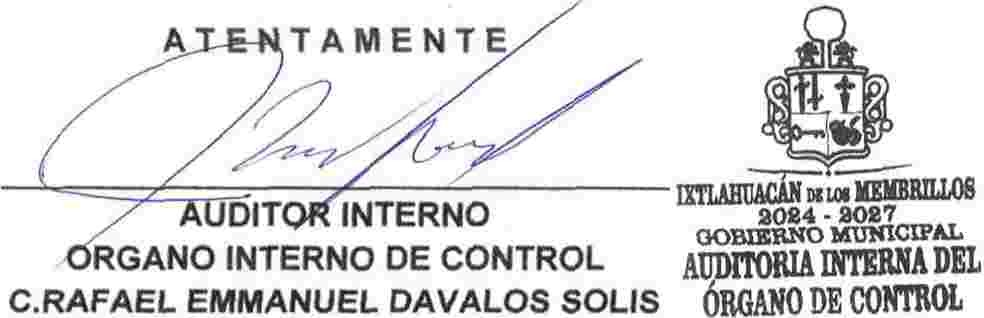 ATENTAMENTE
AUDITOR INTERNO
ORGANO INTERNO DE CONTROL
C.RAFAEL EMMANUEL DAVALOS SOLIS
IXTLAHUACÁN DE LOS MEMBRILLOS
2024 - 2027
GOBIERNO MUNICIPAL
AUDITORIA INTERNA DEL
ÓRGANO DE CONTROL